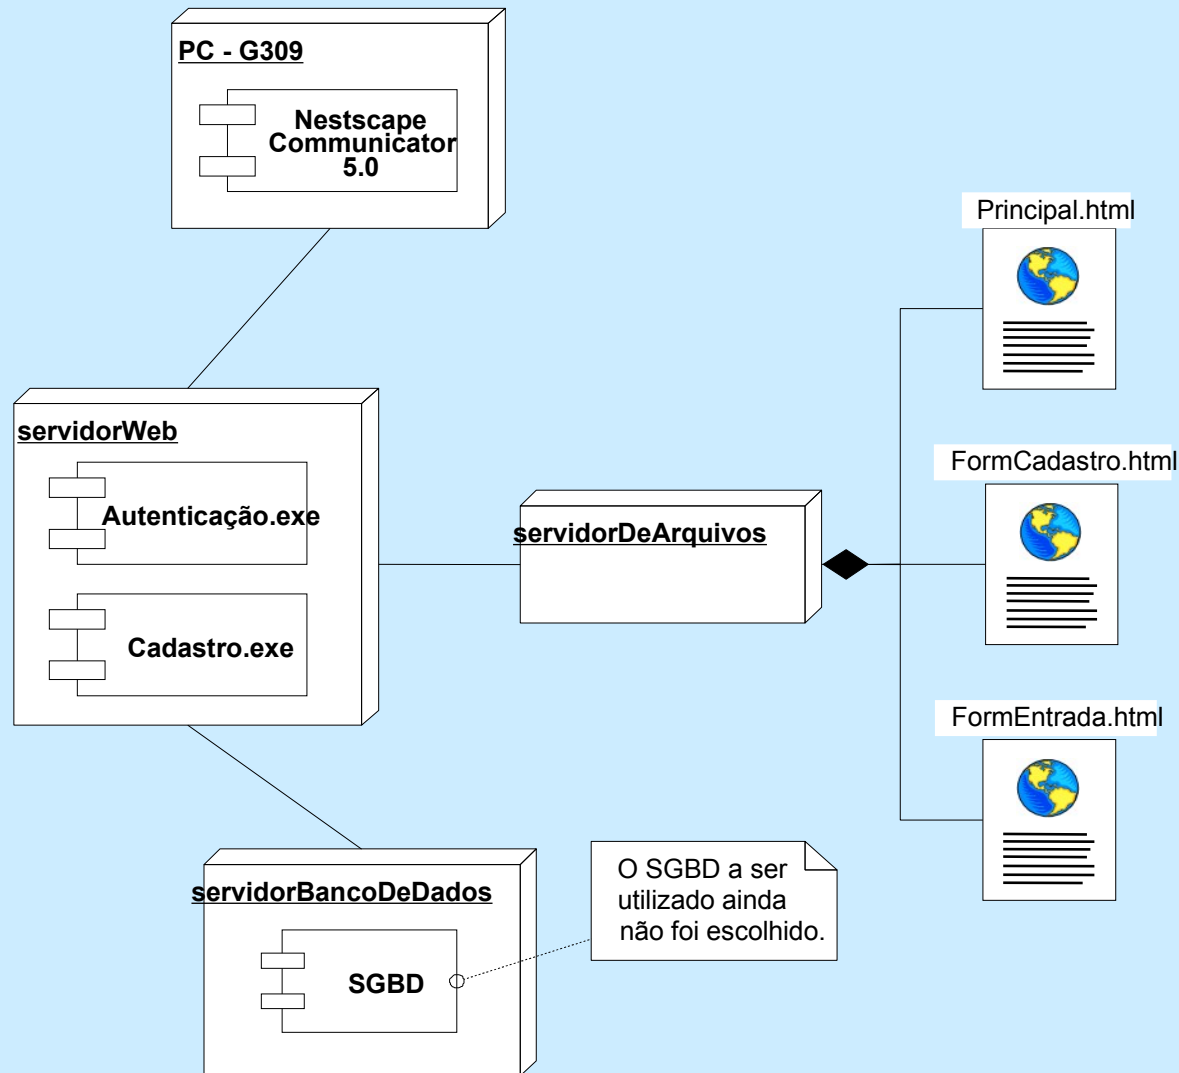 PC - G309
Nestscape
Communicator
5.0
Principal.html
servidorWeb
Autenticação.exe
Cadastro.exe
servidorDeArquivos
FormCadastro.html
FormEntrada.html
servidorBancoDeDados
SGBD
O SGBD a ser
utilizado ainda
não foi escolhido.